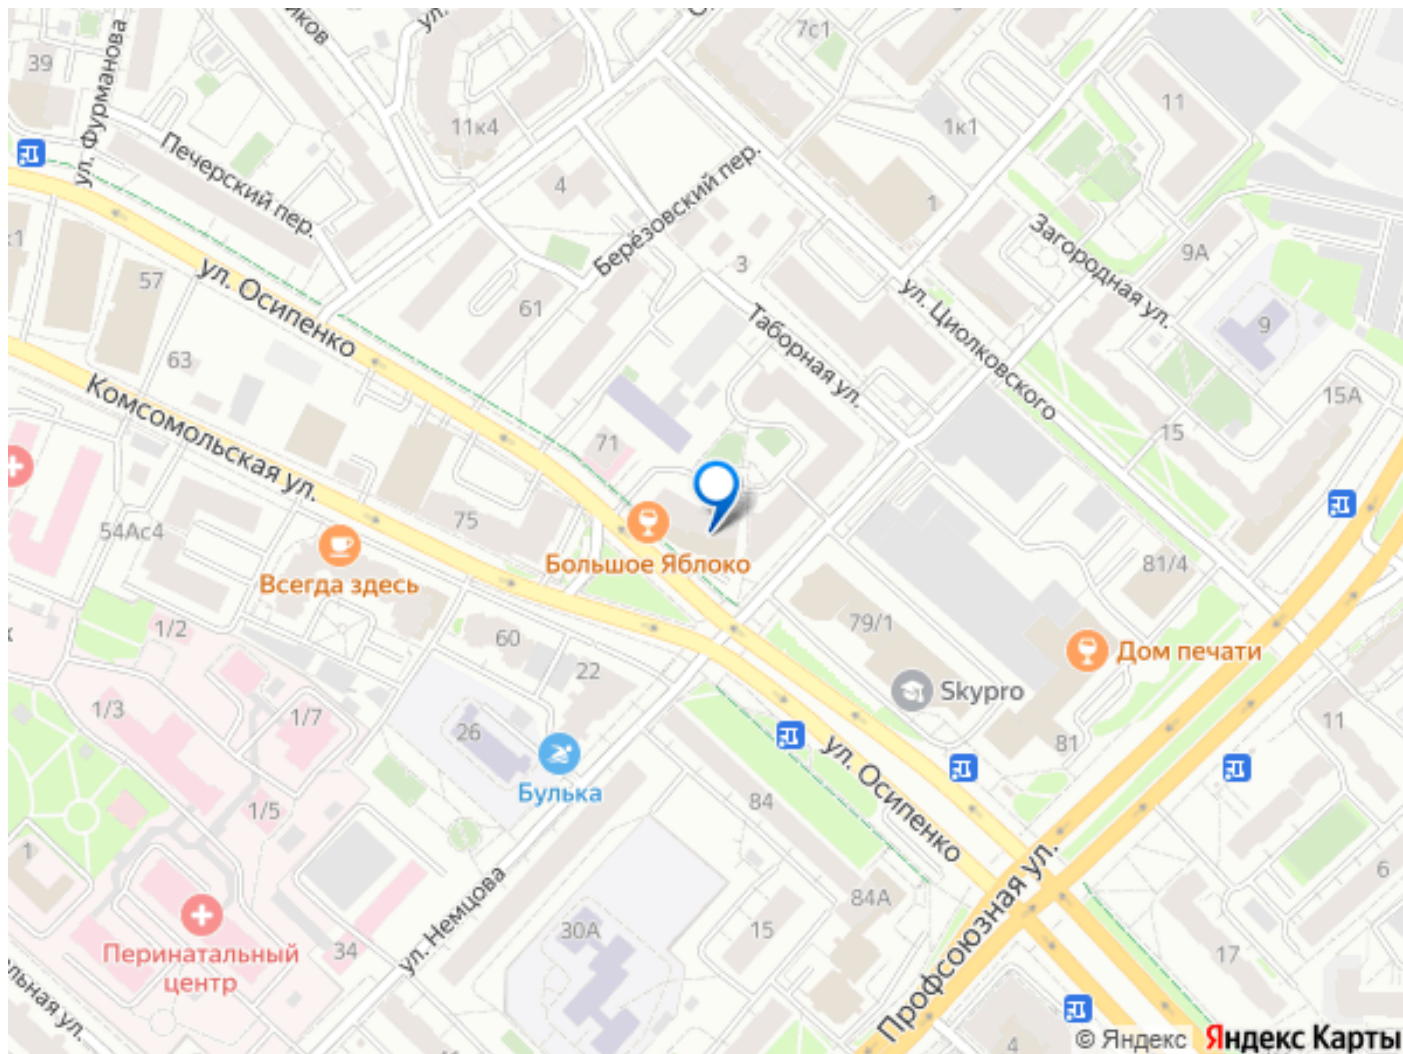 7с1
39
ул. Фурманова
11к4
1к1
11
Печерский пер.
4
Берёзовский пер.
1
Загородная ул.
9А
3
57
ул. Осипенко
61
ул. Циолковского
Таборная ул.
9
63
Комсомольская ул.
71
15А
15
75
54Ас4
Большое Яблоко
Всегда здесь
81/4
1/2
60
79/1
Дом печати
22
Skypro
1/3
1/7
26
11
81
Булька
ул. Осипенко
84
1/5
1
6
ул. Немцова
84А
Профсоюзная ул.
30А
15
34
17
Перинатальный
центр
4
© Яндекс
Яндекс Карты